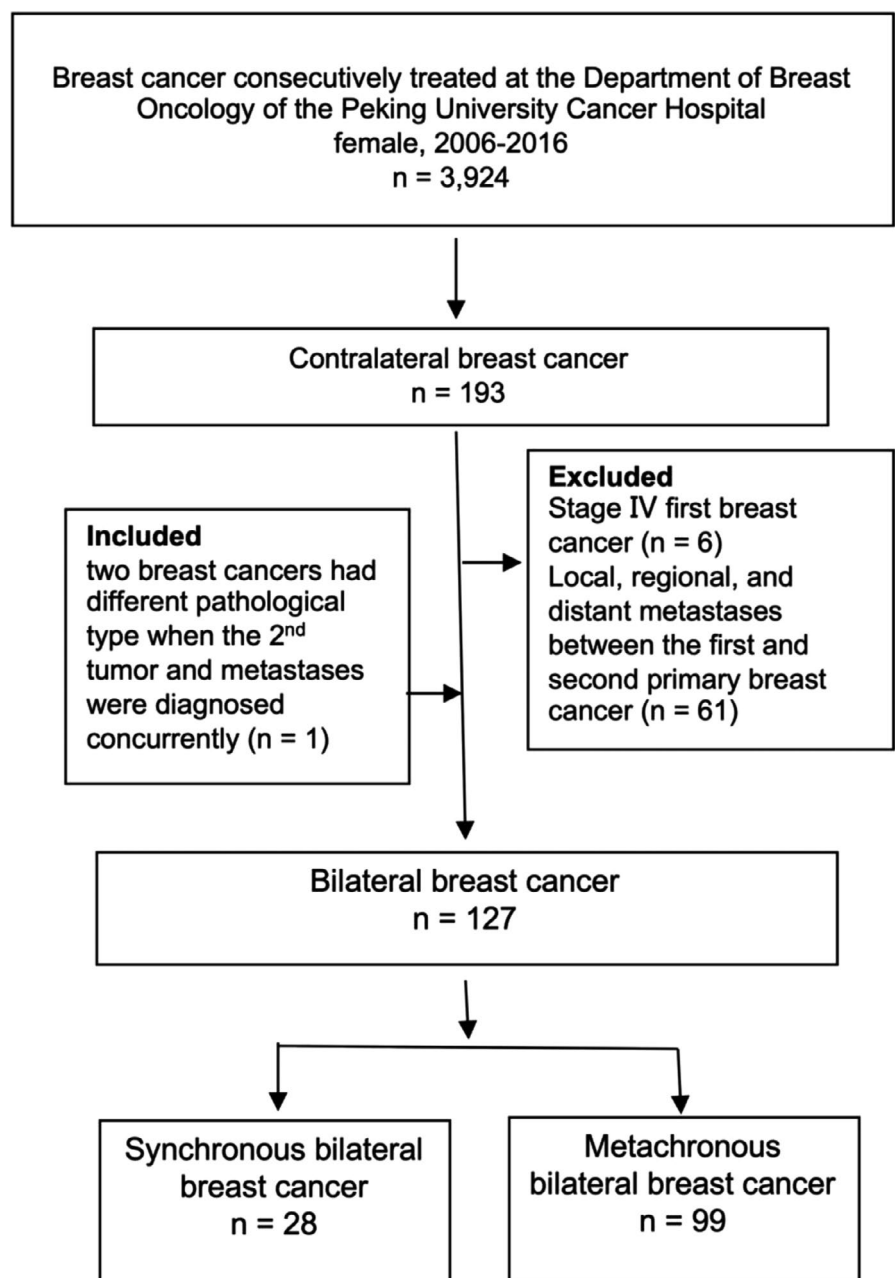 Breast cancer consecutively treated at the Department of Breast
Oncology of the Peking University Cancer Hospital
female, 2006-2016
n = 3,924
Contralateral breast cancer
n = 193
Included
two breast cancers had
different pathological
type when the 2nd
tumor and metastases
were diagnosed
concurrently (n = 1)
Excluded
Stage IV first breast
cancer (n = 6)
Local, regional, and
distant metastases
between the first and
second primary breast
cancer (n = 61)
Bilateral breast cancer
n = 127
Synchronous bilateral
breast cancer
n = 28
Metachronous
bilateral breast cancer
n = 99